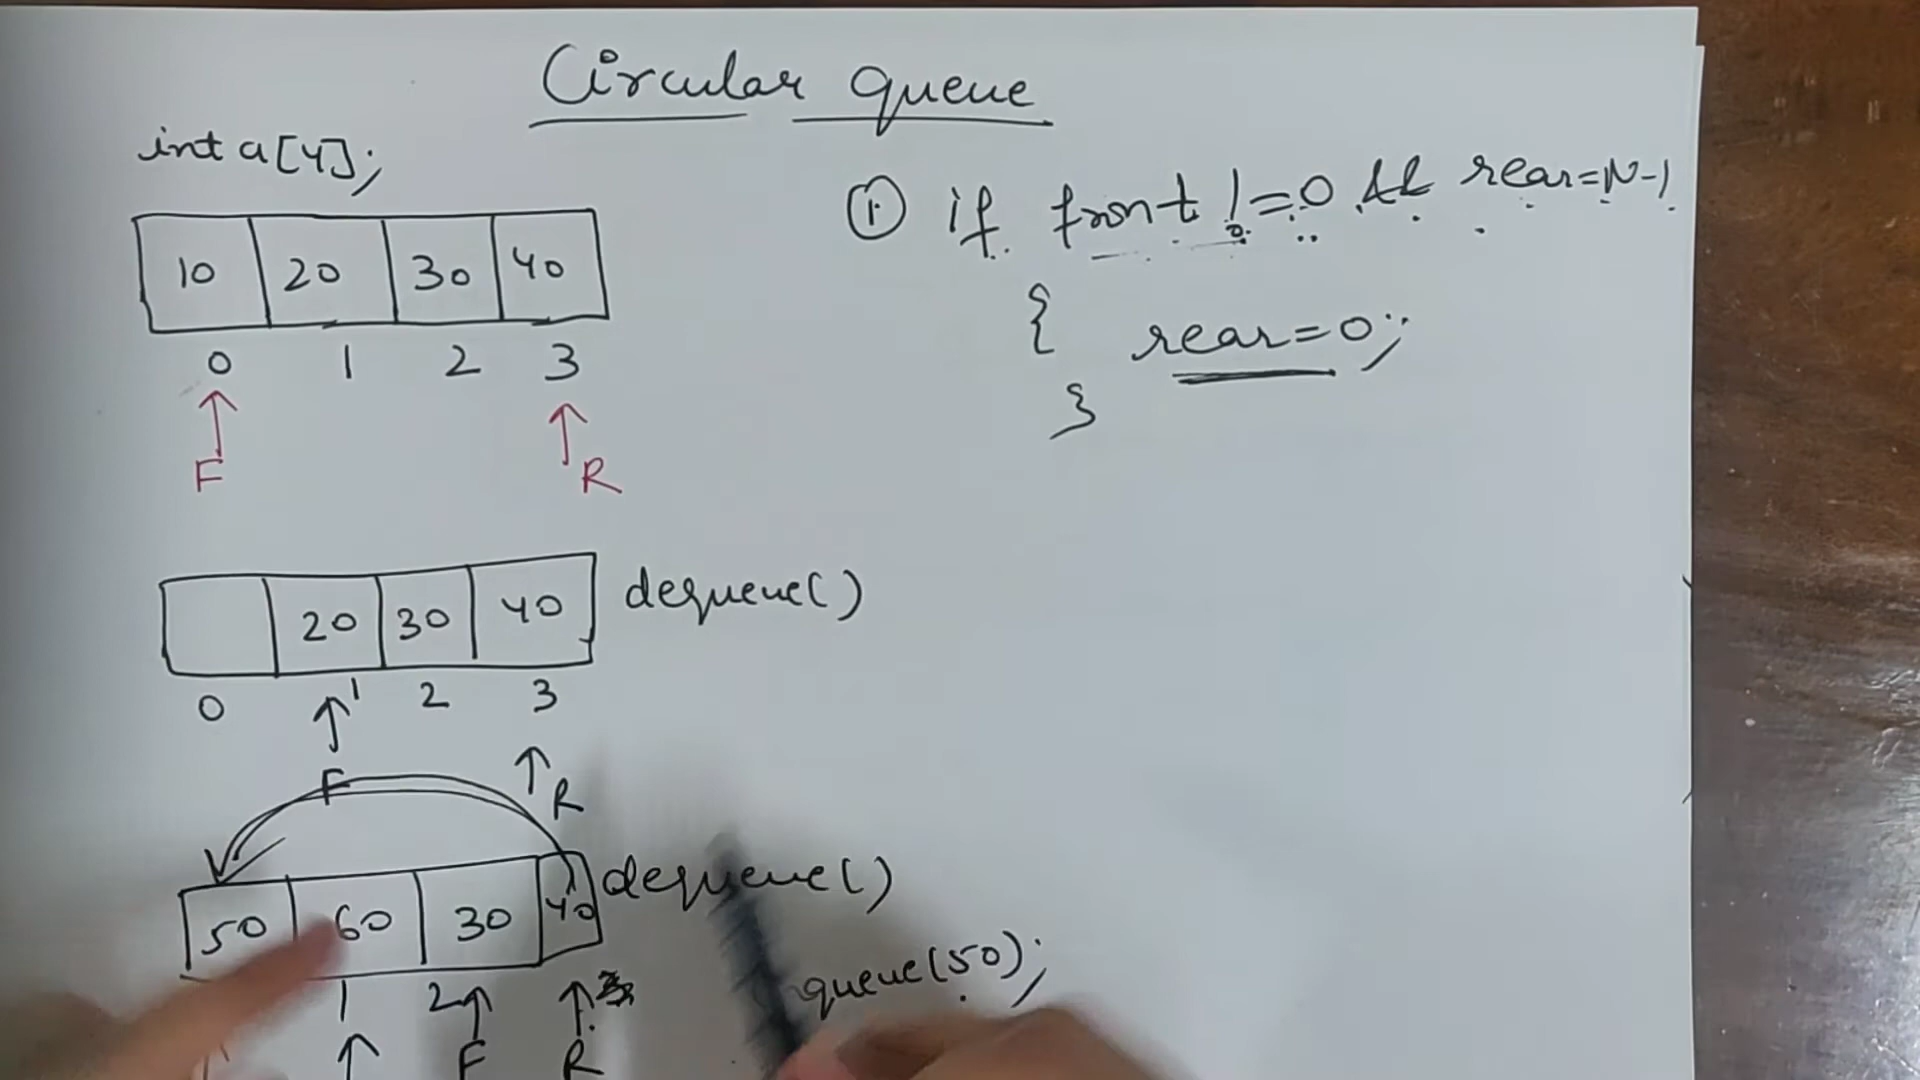 Circular queue
int a[4];
① if front != 0 && rear=N-1
{ rear=0;
}
10 20 30 40
0 1 2 3
F R
20 30 40 dequeue()
0 1 2 3
F R
50 60 30 40 dequeue()
1 2
queue(50);
F R